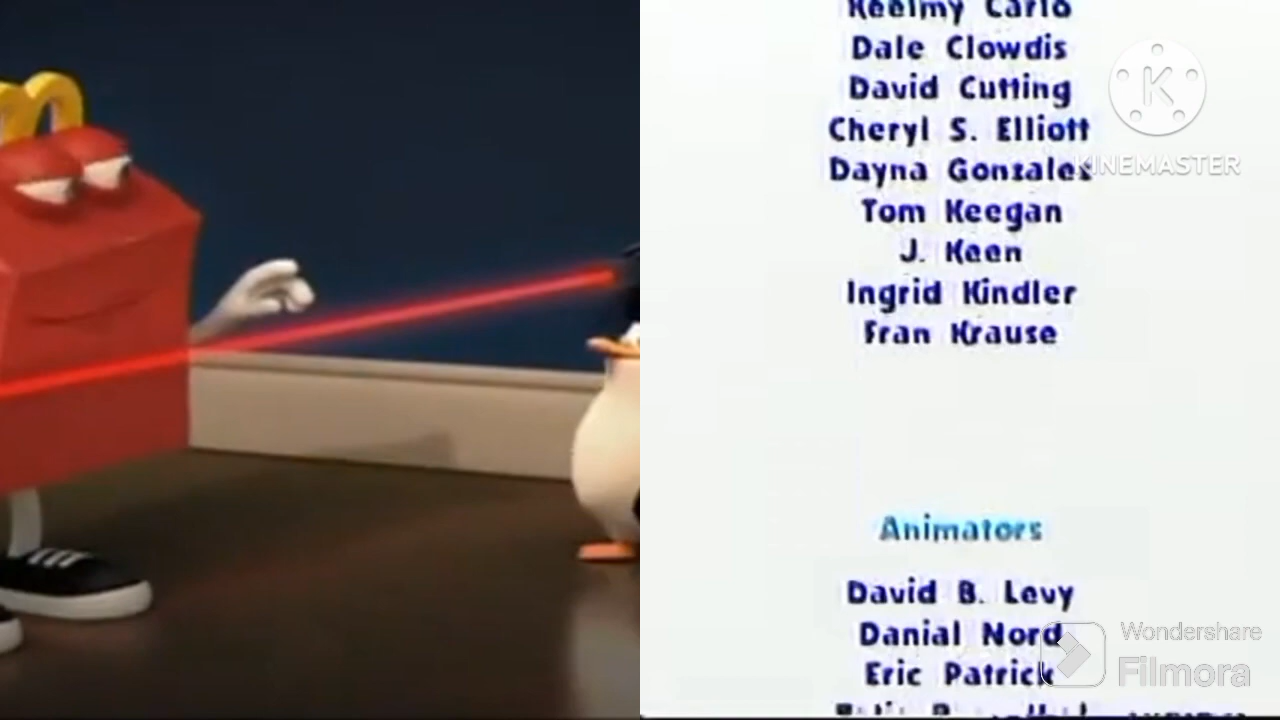 Carlo
Dale Clowdis
David Cutting
Cheryl S. Elliott
Dayna Gonzales
Tom Keegan
J. Keen
Ingrid Kindler
Fran Krause
Animators
David B. Levy
Danial Nord
Eric Patrick
K
KINEMASTER
Wondershare
Filmora